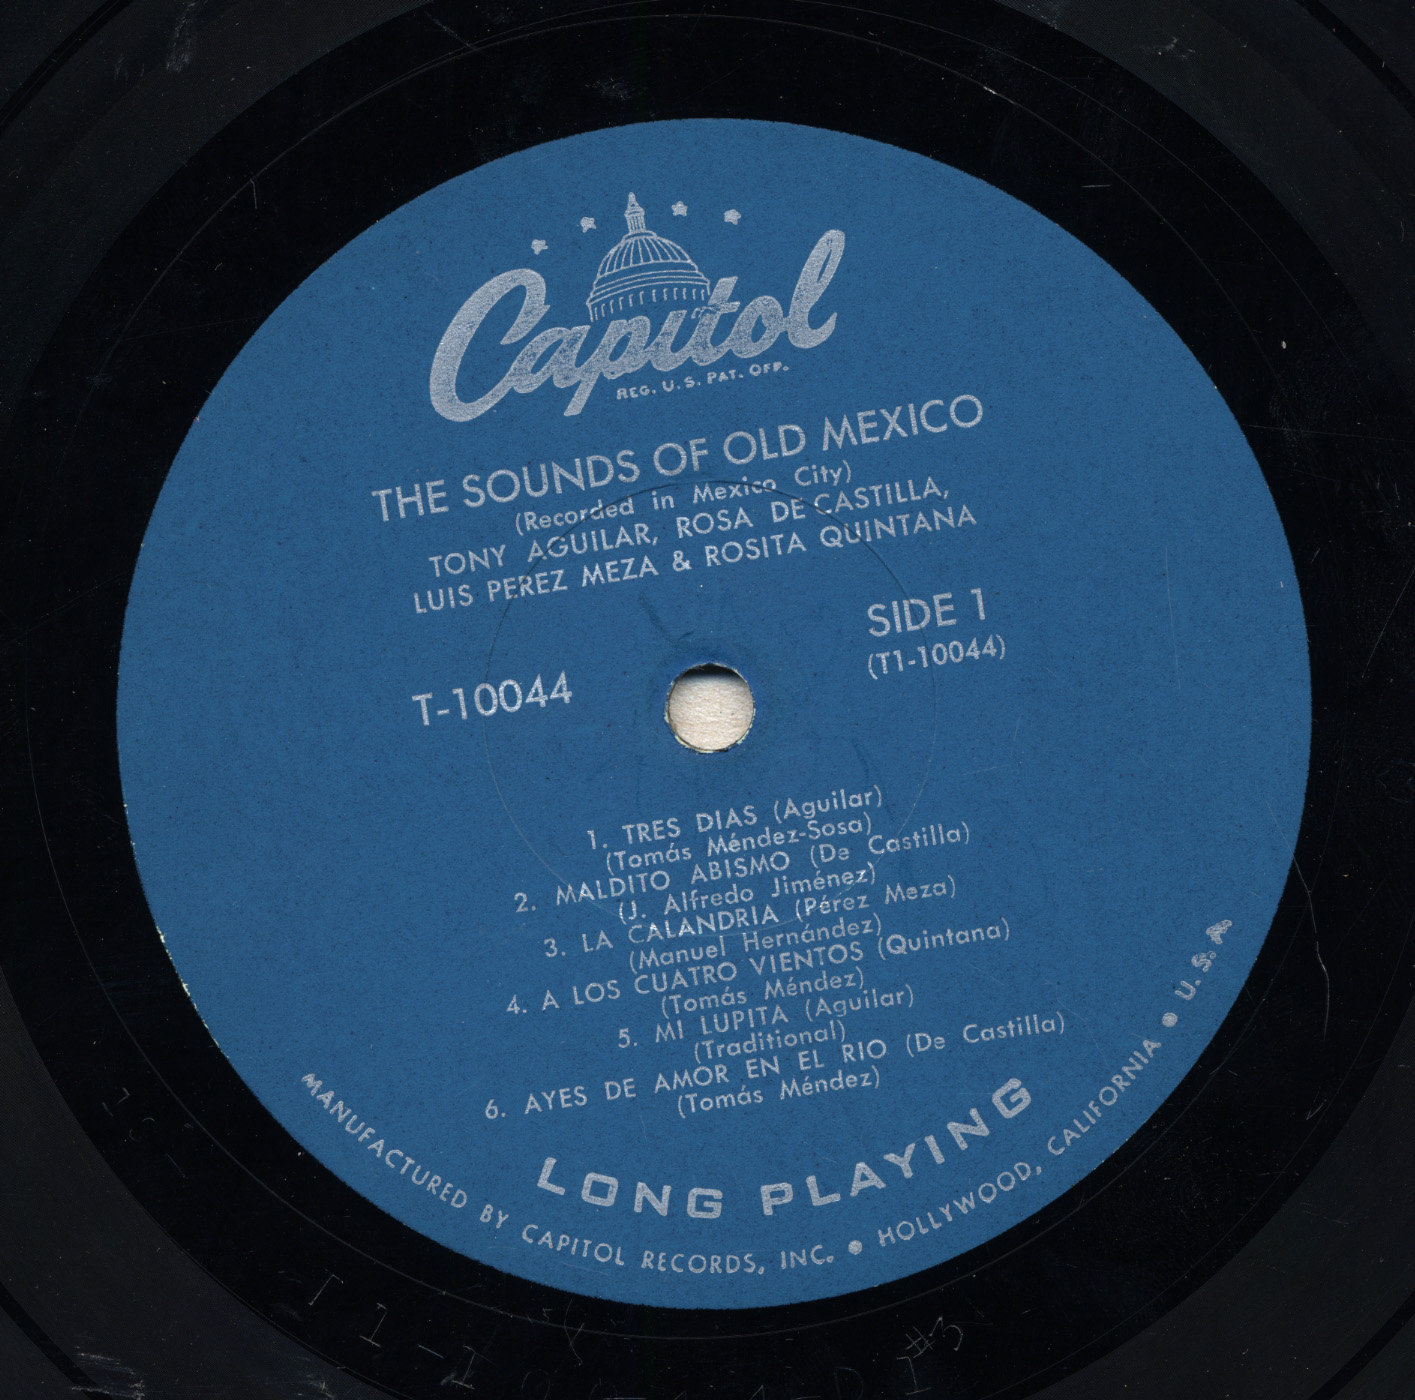 Capitol
REG. U.S. PAT. OFF.
THE SOUNDS OF OLD MEXICO
(Recorded in Mexico City)
TONY AGUILAR, ROSA DE CASTILLA,
LUIS PEREZ MEZA & ROSITA QUINTANA
SIDE 1
(T1-10044)
T-10044
1. TRES DIAS (Aguilar)
(Tomás Méndez-Sosa)
2. MALDITO ABISMO (De Castilla)
(J. Alfredo Jiménez)
3. LA CALANDRIA (Pérez Meza)
(Manuel Hernández)
4. A LOS CUATRO VIENTOS (Quintana)
(Tomás Méndez)
5. MI LUPITA (Aguilar)
(Traditional)
6. AYES DE AMOR EN EL RIO (De Castilla)
(Tomás Méndez)
LONG PLAYING
MANUFACTURED BY CAPITOL RECORDS, INC. ● HOLLYWOOD, CALIFORNIA ● U.S.A